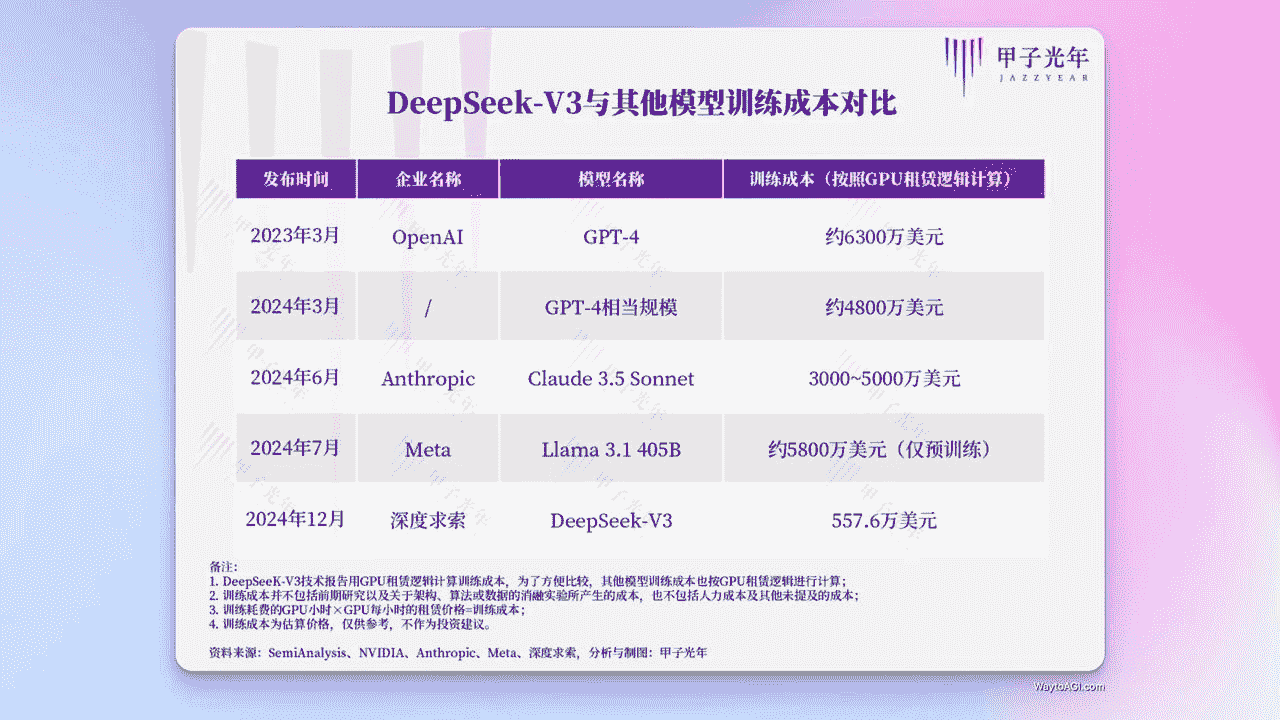 甲子光年
JAZZYEAR
DeepSeek-V3与其他模型训练成本对比
发布时间 企业名称 模型名称 训练成本（按照GPU租赁逻辑计算）
2023年3月 OpenAI GPT-4 约6300万美元
2024年3月 / GPT-4相当规模 约4800万美元
2024年6月 Anthropic Claude 3.5 Sonnet 3000~5000万美元
2024年7月 Meta Llama 3.1 405B 约5800万美元（仅预训练）
2024年12月 深度求索 DeepSeek-V3 557.6万美元
备注：
1. DeepSeeK-V3技术报告用GPU租赁逻辑计算训练成本，为了方便比较，其他模型训练成本也按GPU租赁逻辑进行计算；
2. 训练成本并不包括前期研究以及关于架构、算法或数据的消融实验所产生的成本，也不包括人力成本及其他未提及的成本；
3. 训练耗费的GPU小时×GPU每小时的租赁价格=训练成本；
4. 训练成本为估算价格，仅供参考，不作为投资建议。
资料来源：SemiAnalysis、NVIDIA、Anthropic、Meta、深度求索，分析与制图：甲子光年
WaytoAGI.com